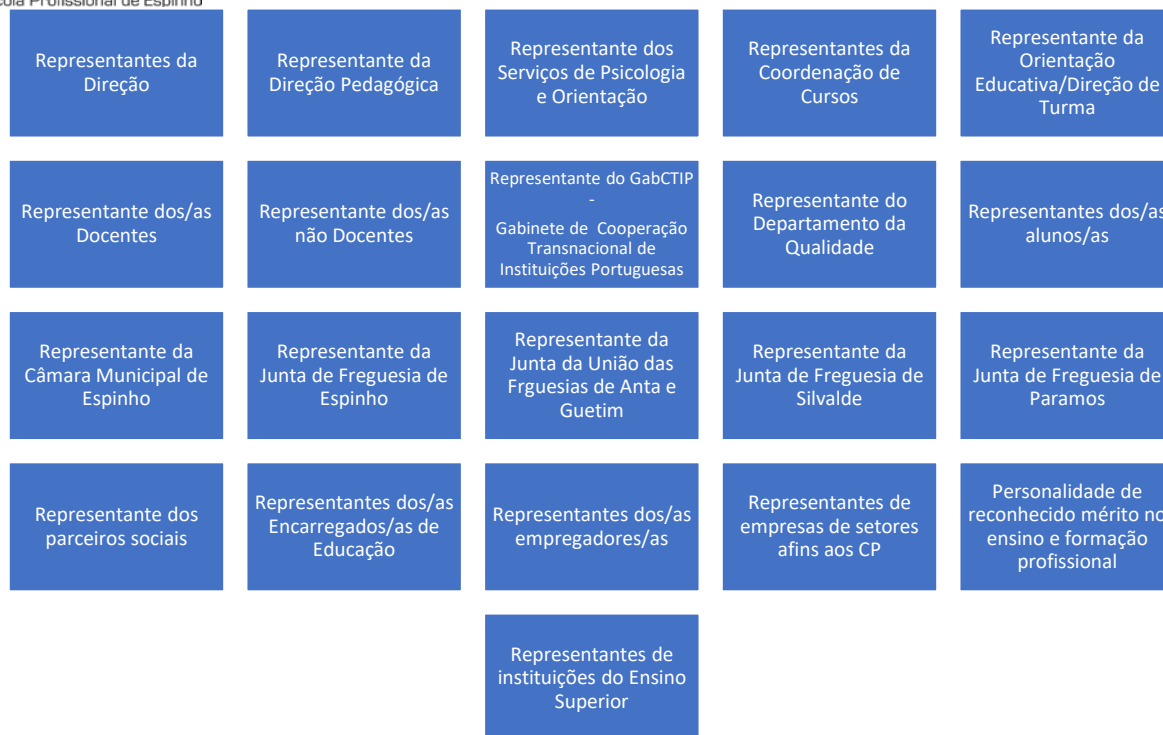 cola Profissional de Espinho
Representantes da
Direção
Representante da
Direção Pedagógica
Representante dos
Serviços de Psicologia
e Orientação
Representantes da
Coordenação de
Cursos
Representante da
Orientação
Educativa/Direção de
Turma
Representante dos/as
Docentes
Representante dos/as
não Docentes
Representante do GabCTIP
-
Gabinete de Cooperação
Transnacional de
Instituições Portuguesas
Representante do
Departamento da
Qualidade
Representantes dos/as
alunos/as
Representante da
Câmara Municipal de
Espinho
Representante da
Junta de Freguesia de
Espinho
Representante da
Junta da União das
Frguesias de Anta e
Guetim
Representante da
Junta de Freguesia de
Silvalde
Representante da
Junta de Freguesia de
Paramos
Representante dos
parceiros sociais
Representantes dos/as
Encarregados/as de
Educação
Representantes dos/as
empregadores/as
Representantes de
empresas de setores
afins aos CP
Personalidade de
reconhecido mérito no
ensino e formação
profissional
Representantes de
instituições do Ensino
Superior